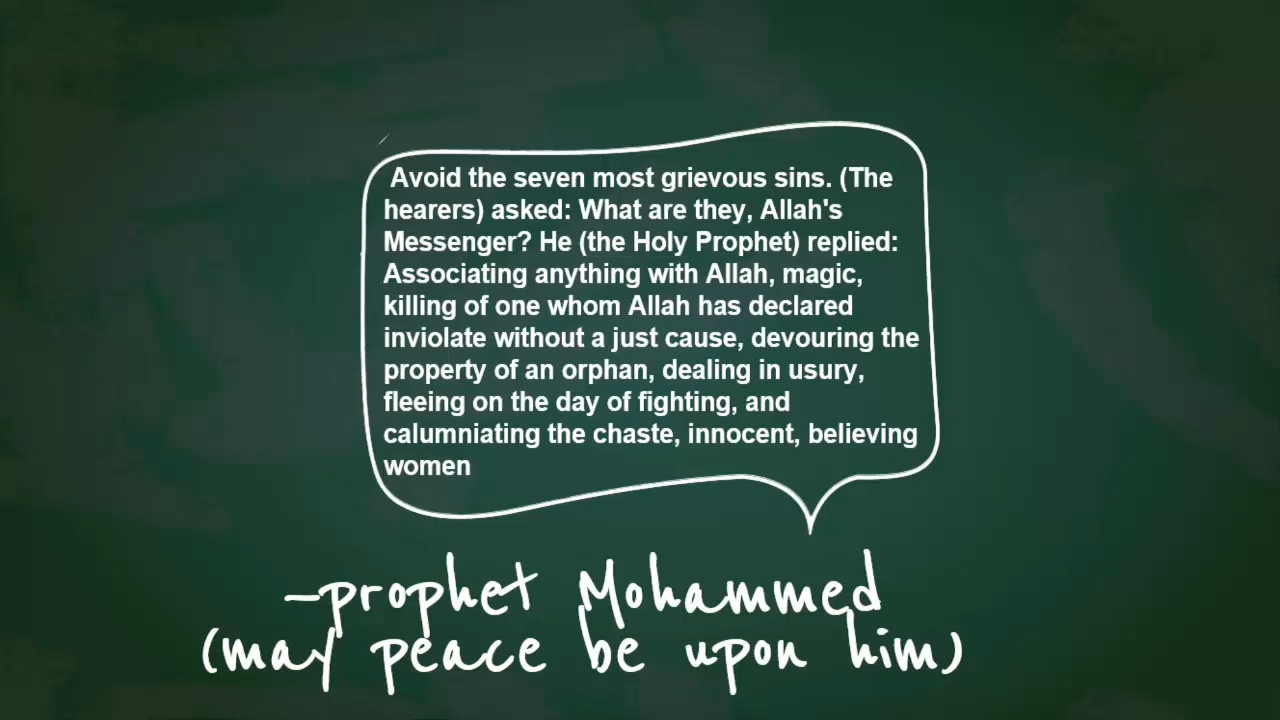 Avoid the seven most grievous sins. (The
hearers) asked: What are they, Allah's
Messenger? He (the Holy Prophet) replied:
Associating anything with Allah, magic,
killing of one whom Allah has declared
inviolate without a just cause, devouring the
property of an orphan, dealing in usury,
fleeing on the day of fighting, and
calumniating the chaste, innocent, believing
women
-prophet Mohammed
(may peace be upon him)